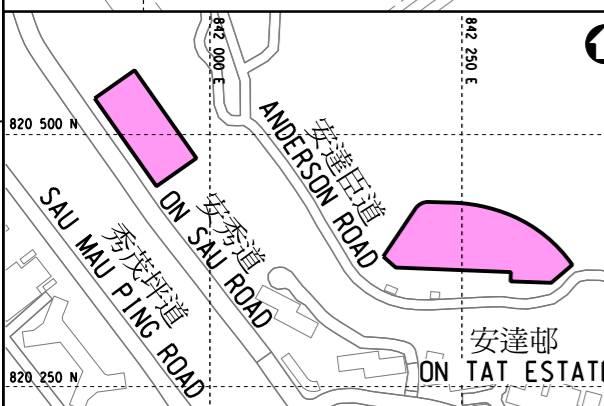 842 000 E
842 250 E
820 500 N
安達臣道
ANDERSON ROAD
安秀道
ON SAU ROAD
秀茂坪道
SAU MAU PING ROAD
安達邨
ON TAT ESTATE
820 250 N